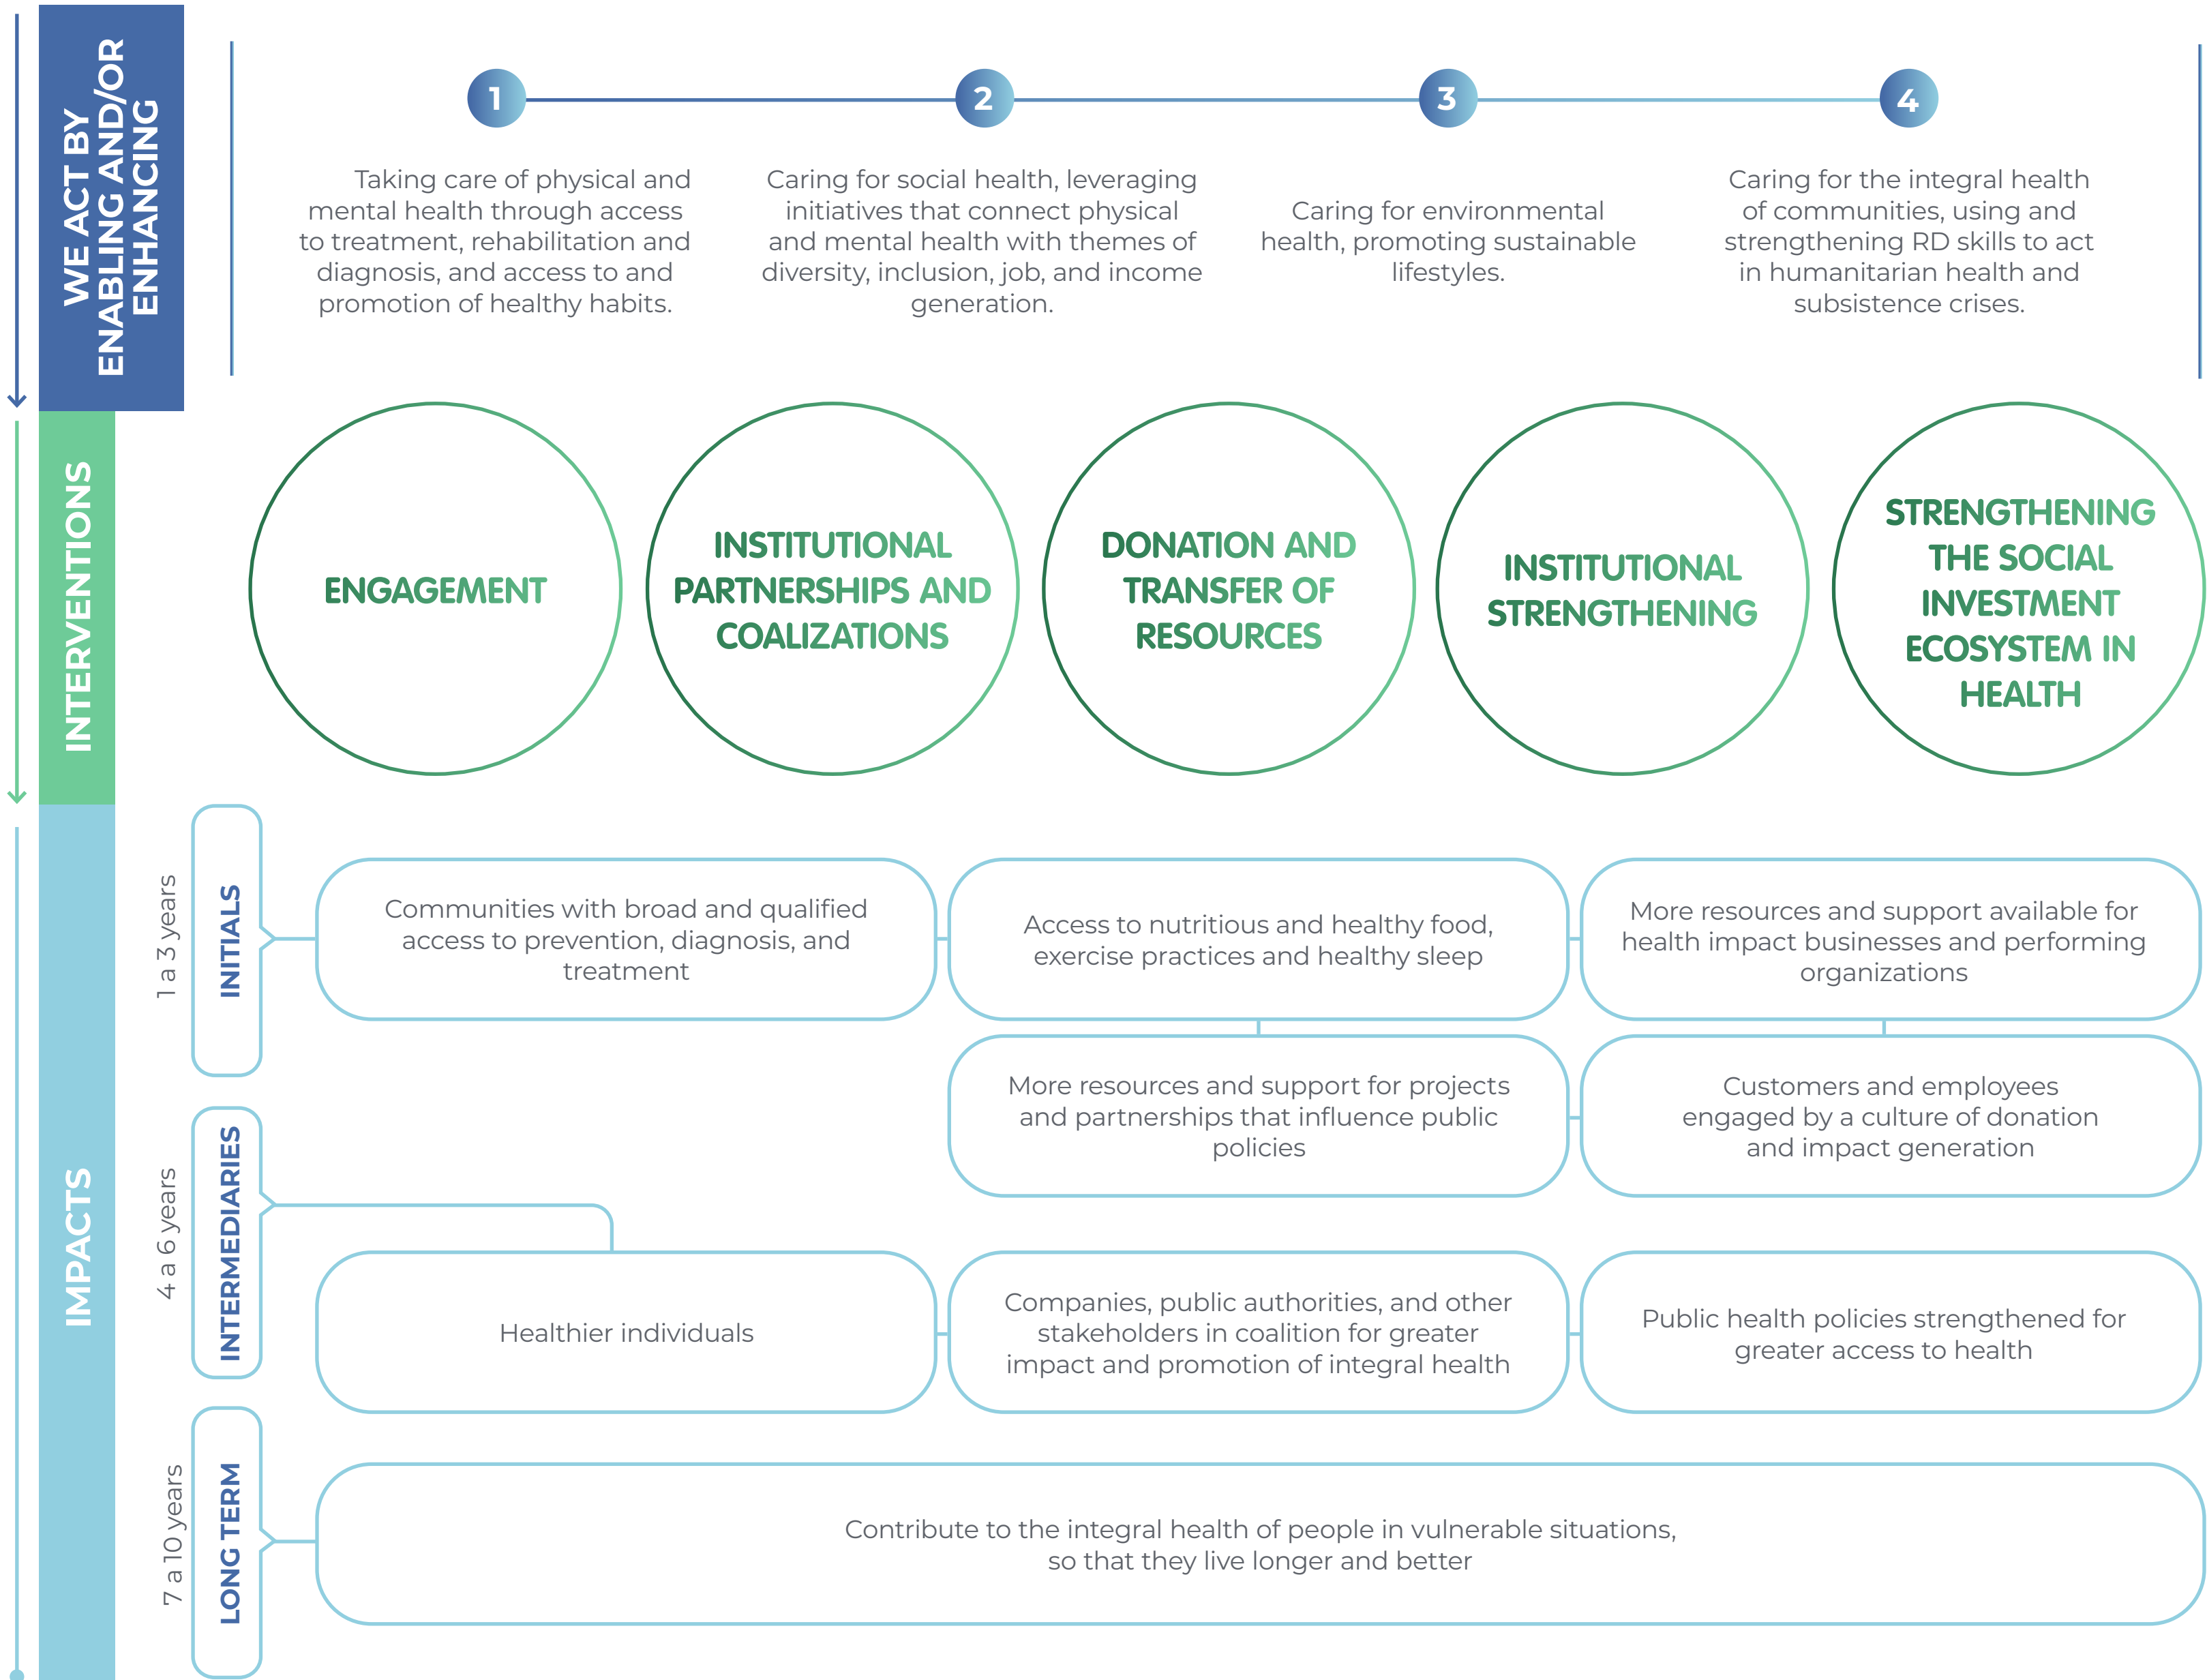 WE ACT BY
ENABLING AND/OR
ENHANCING
1
2
3
4
Taking care of physical and
mental health through access
to treatment, rehabilitation and
diagnosis, and access to and
promotion of healthy habits.
Caring for social health, leveraging
initiatives that connect physical
and mental health with themes of
diversity, inclusion, job, and income
generation.
Caring for environmental
health, promoting sustainable
lifestyles.
Caring for the integral health
of communities, using and
strengthening RD skills to act
in humanitarian health and
subsistence crises.
INTERVENTIONS
ENGAGEMENT
INSTITUTIONAL
PARTNERSHIPS AND
COALIZATIONS
DONATION AND
TRANSFER OF
RESOURCES
INSTITUTIONAL
STRENGTHENING
STRENGTHENING
THE SOCIAL
INVESTMENT
ECOSYSTEM IN
HEALTH
IMPACTS
1 a 3 years
INITIALS
Communities with broad and qualified
access to prevention, diagnosis, and
treatment
Access to nutritious and healthy food,
exercise practices and healthy sleep
More resources and support available for
health impact businesses and performing
organizations
More resources and support for projects
and partnerships that influence public
policies
Customers and employees
engaged by a culture of donation
and impact generation
4 a 6 years
INTERMEDIARIES
Healthier individuals
Companies, public authorities, and other
stakeholders in coalition for greater
impact and promotion of integral health
Public health policies strengthened for
greater access to health
7 a 10 years
LONG TERM
Contribute to the integral health of people in vulnerable situations,
so that they live longer and better